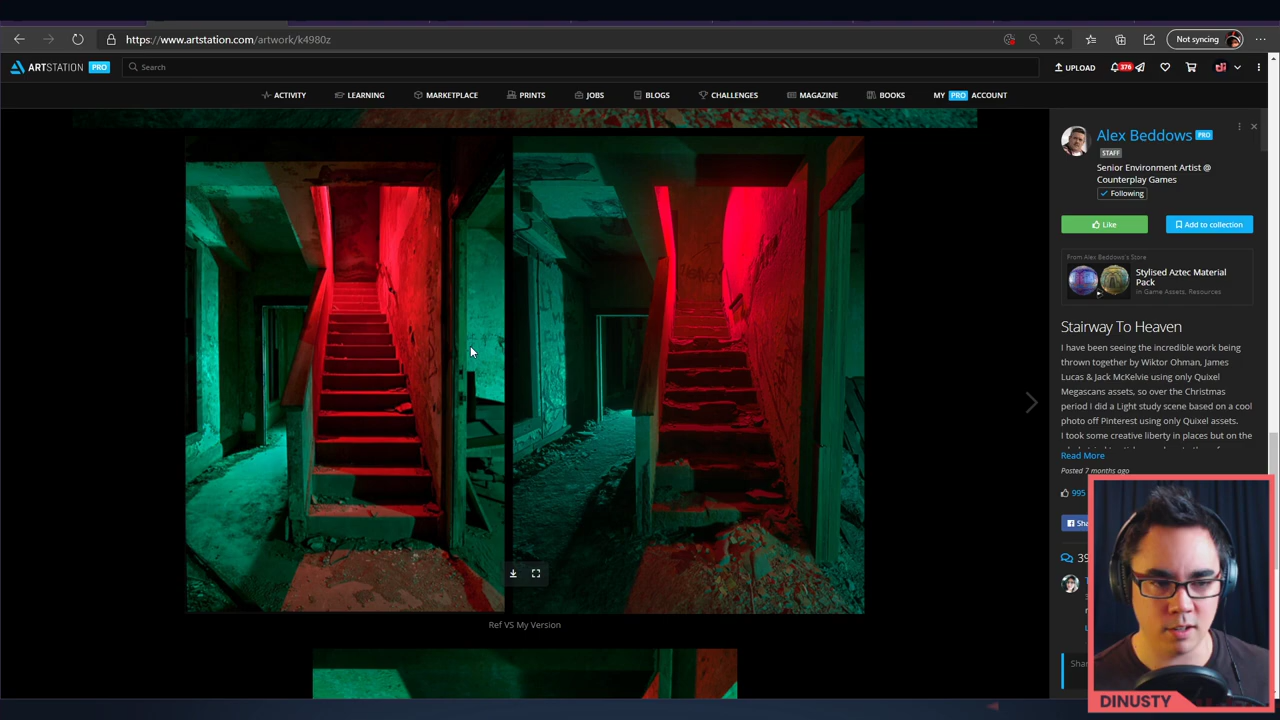 https://www.artstation.com/artwork/k4980z
Not syncing
ARTSTATION PRO
Search
UPLOAD
376
ACTIVITY
LEARNING
MARKETPLACE
PRINTS
JOBS
BLOGS
CHALLENGES
MAGAZINE
BOOKS
MY PRO ACCOUNT
Alex Beddows PRO
STAFF
Senior Environment Artist @
Counterplay Games
Following
Like
Add to collection
From Alex Beddows's Store
Stylised Aztec Material
Pack
in Game Assets, Resources
Stairway To Heaven
I have been seeing the incredible work being
thrown together by Wiktor Ohman, James
Lucas & Jack McKelvie using only Quixel
Megascans assets, so over the Christmas
period I did a Light study scene based on a cool
photo off Pinterest using only Quixel assets.
I took some creative liberty in places but on the
Read More
Posted 7 months ago
995
Sha
39
Shar
Ref VS My Version
DINUSTY